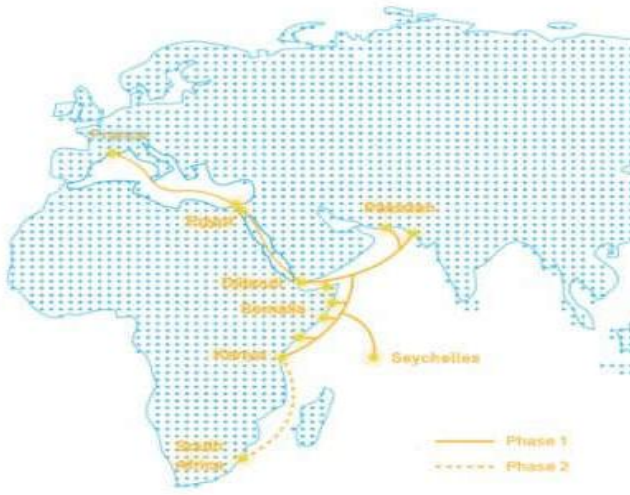 France
Egypt
Pakistan
Djibouti
Somalia
Kenya
Seychelles
South
Africa
Phase 1
Phase 2